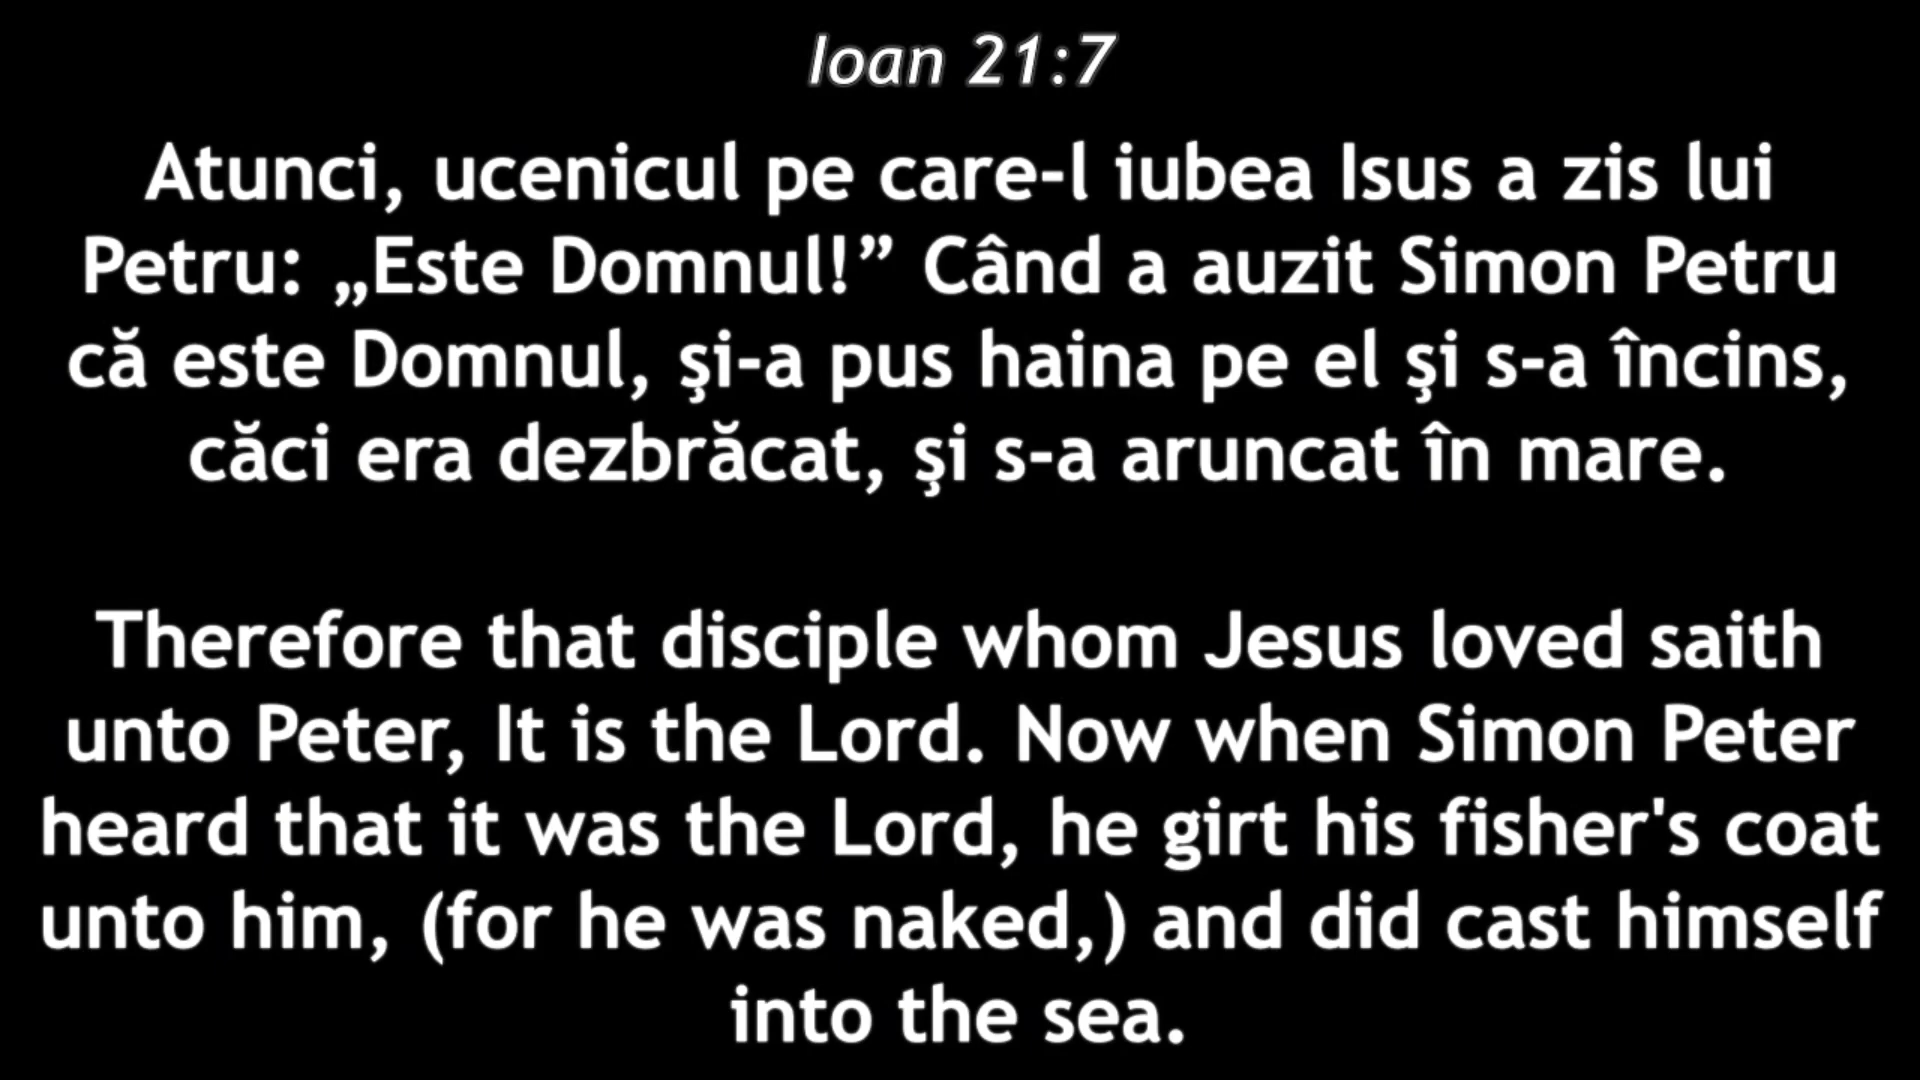 Ioan 21:7
Atunci, ucenicul pe care-l iubea Isus a zis lui
Petru: „Este Domnul!” Când a auzit Simon Petru
că este Domnul, şi-a pus haina pe el şi s-a încins,
căci era dezbrăcat, şi s-a aruncat în mare.
Therefore that disciple whom Jesus loved saith
unto Peter, It is the Lord. Now when Simon Peter
heard that it was the Lord, he girt his fisher's coat
unto him, (for he was naked,) and did cast himself
into the sea.